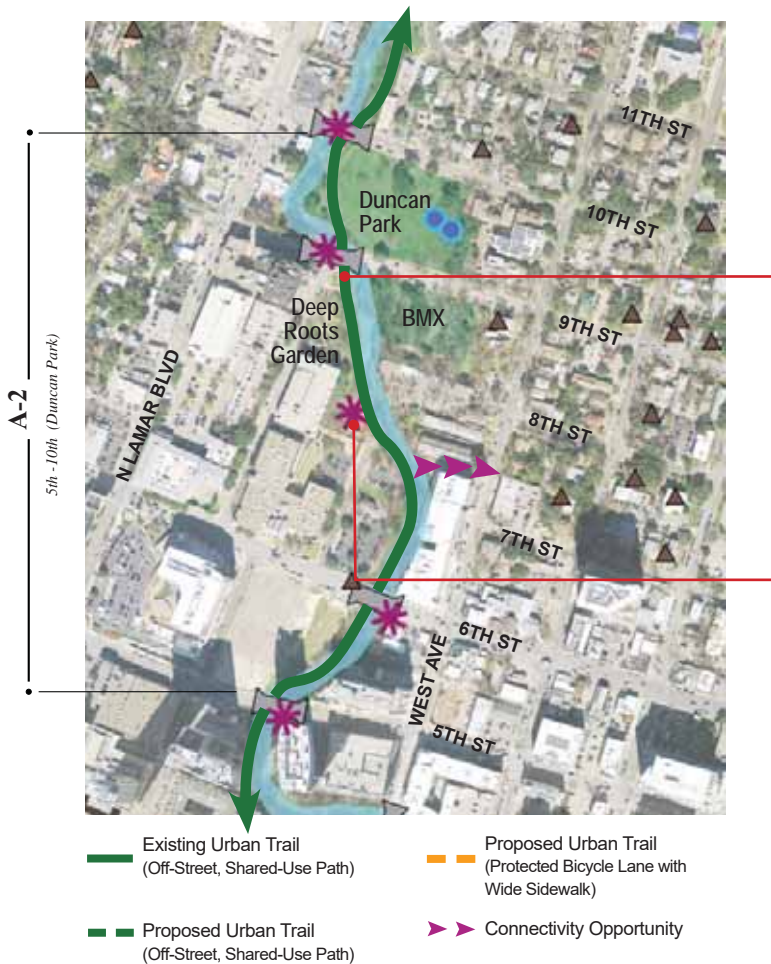 11TH ST
Duncan
Park
10TH ST
Deep
Roots
Garden
BMX
9TH ST
N LAMAR BLVD
A-2
5th -10th (Duncan Park)
8TH ST
7TH ST
6TH ST
WEST AVE
5TH ST
Existing Urban Trail
(Off-Street, Shared-Use Path)
Proposed Urban Trail
(Off-Street, Shared-Use Path)
Proposed Urban Trail
(Protected Bicycle Lane with
Wide Sidewalk)
Connectivity Opportunity